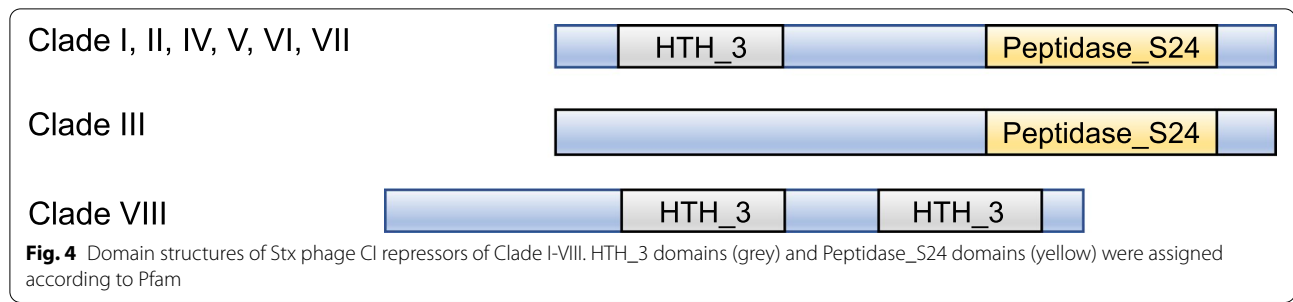 Clade I, II, IV, V, VI, VII HTH_3 Peptidase_S24
Clade III Peptidase_S24
Clade VIII HTH_3 HTH_3
Fig. 4 Domain structures of Stx phage CI repressors of Clade I-VIII. HTH_3 domains (grey) and Peptidase_S24 domains (yellow) were assigned
according to Pfam